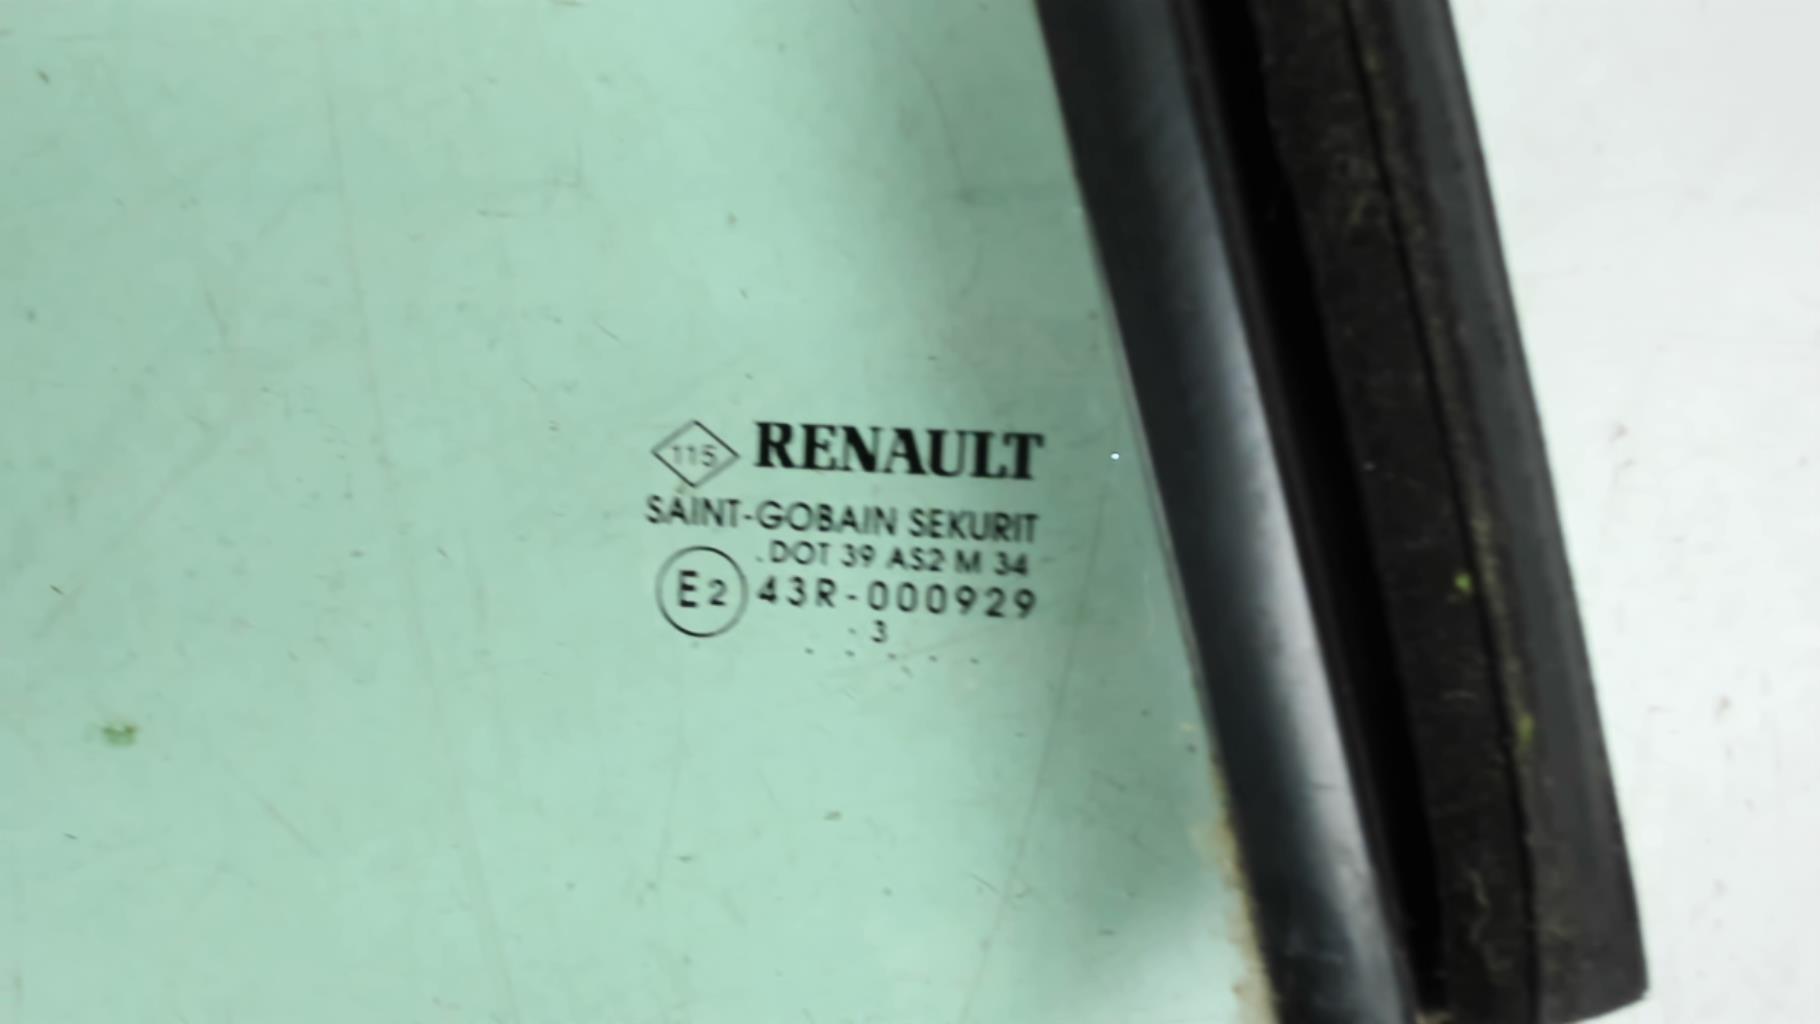 115 RENAULT
SAINT-GOBAIN SEKURIT
. DOT 39 AS2 M 34
E2 43R-000929
. 3
. . . . .